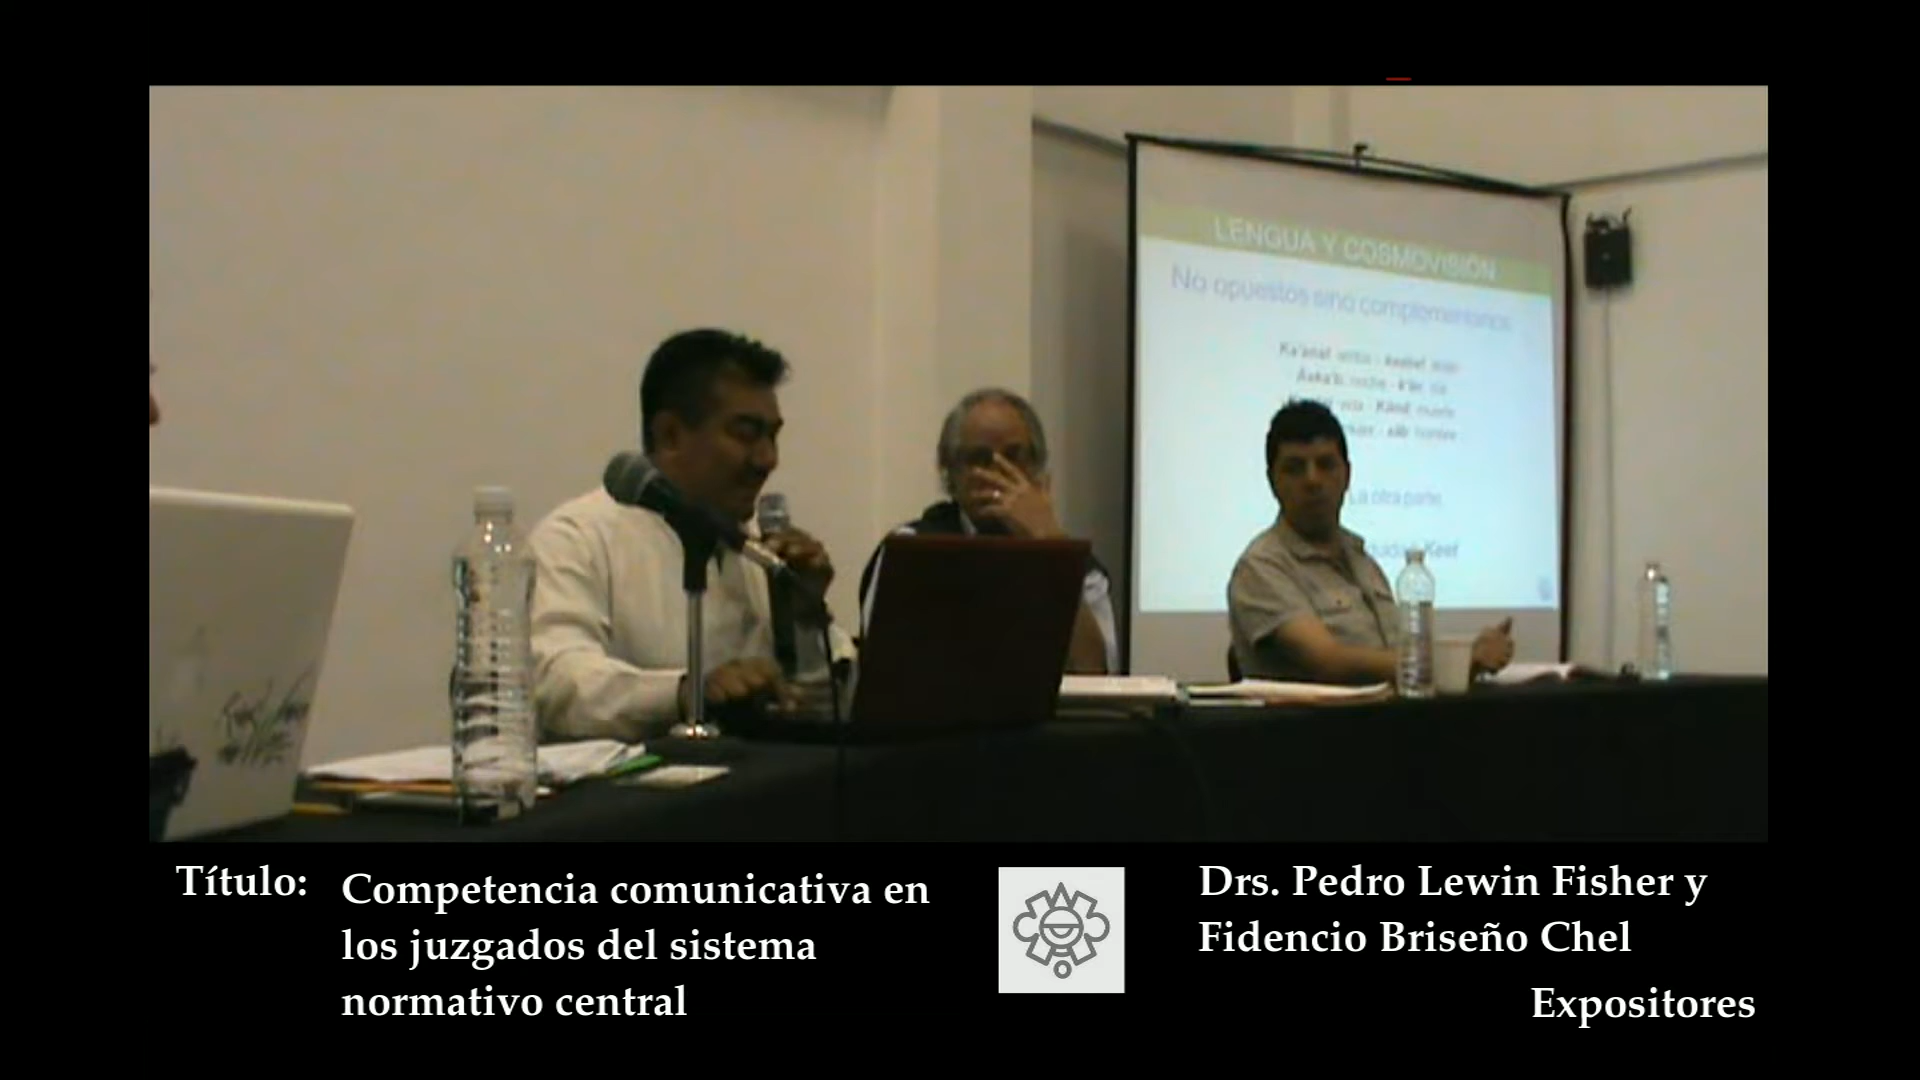 LENGUA Y COSMOVISIÓN
No opuestos sino complementarios
La otra parte
Keet
Título:
Competencia comunicativa en
los juzgados del sistema
normativo central
Drs. Pedro Lewin Fisher y
Fidencio Briseño Chel
Expositores